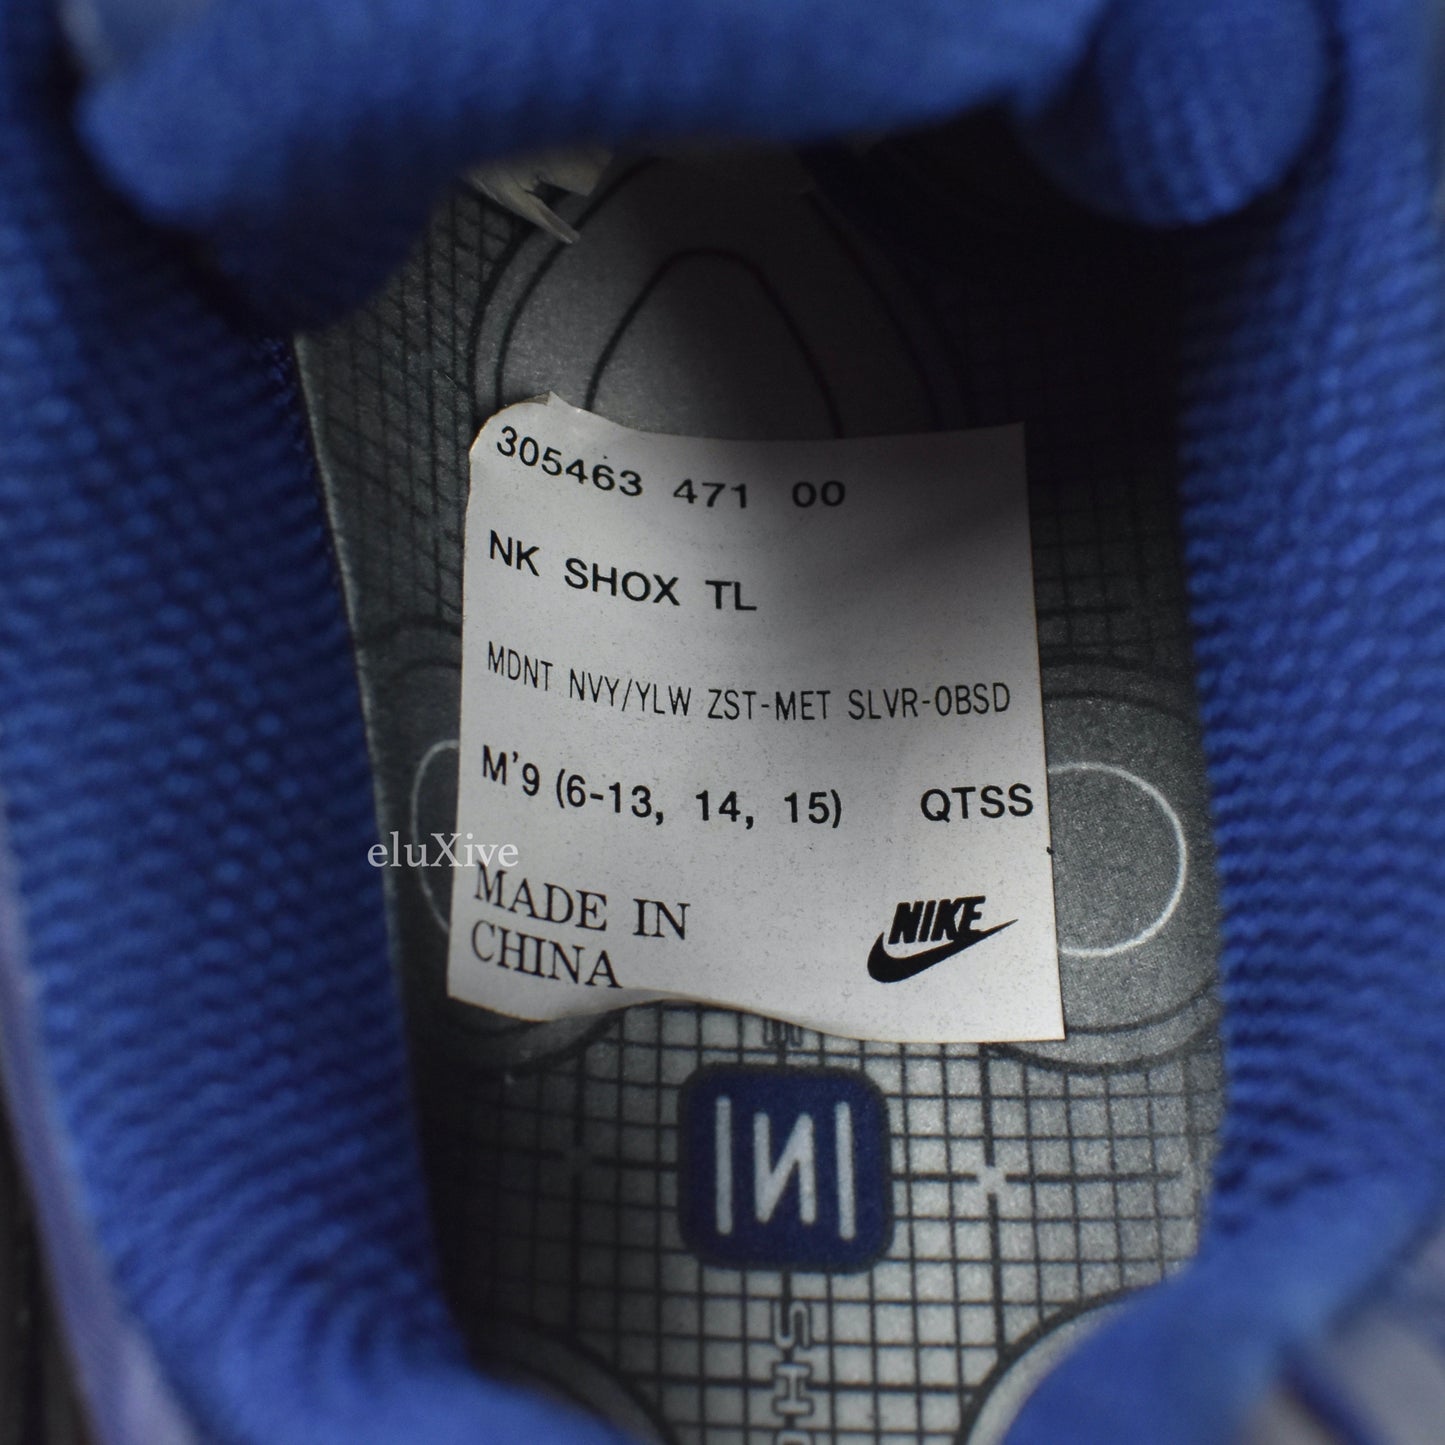 305463 471 00
NK SHOX TL
MDNT NVY/YLW ZST-MET SLVR-OBSD
M'9 (6-13, 14, 15) QTSS
eluXive
MADE IN
CHINA
NIKE
|N|